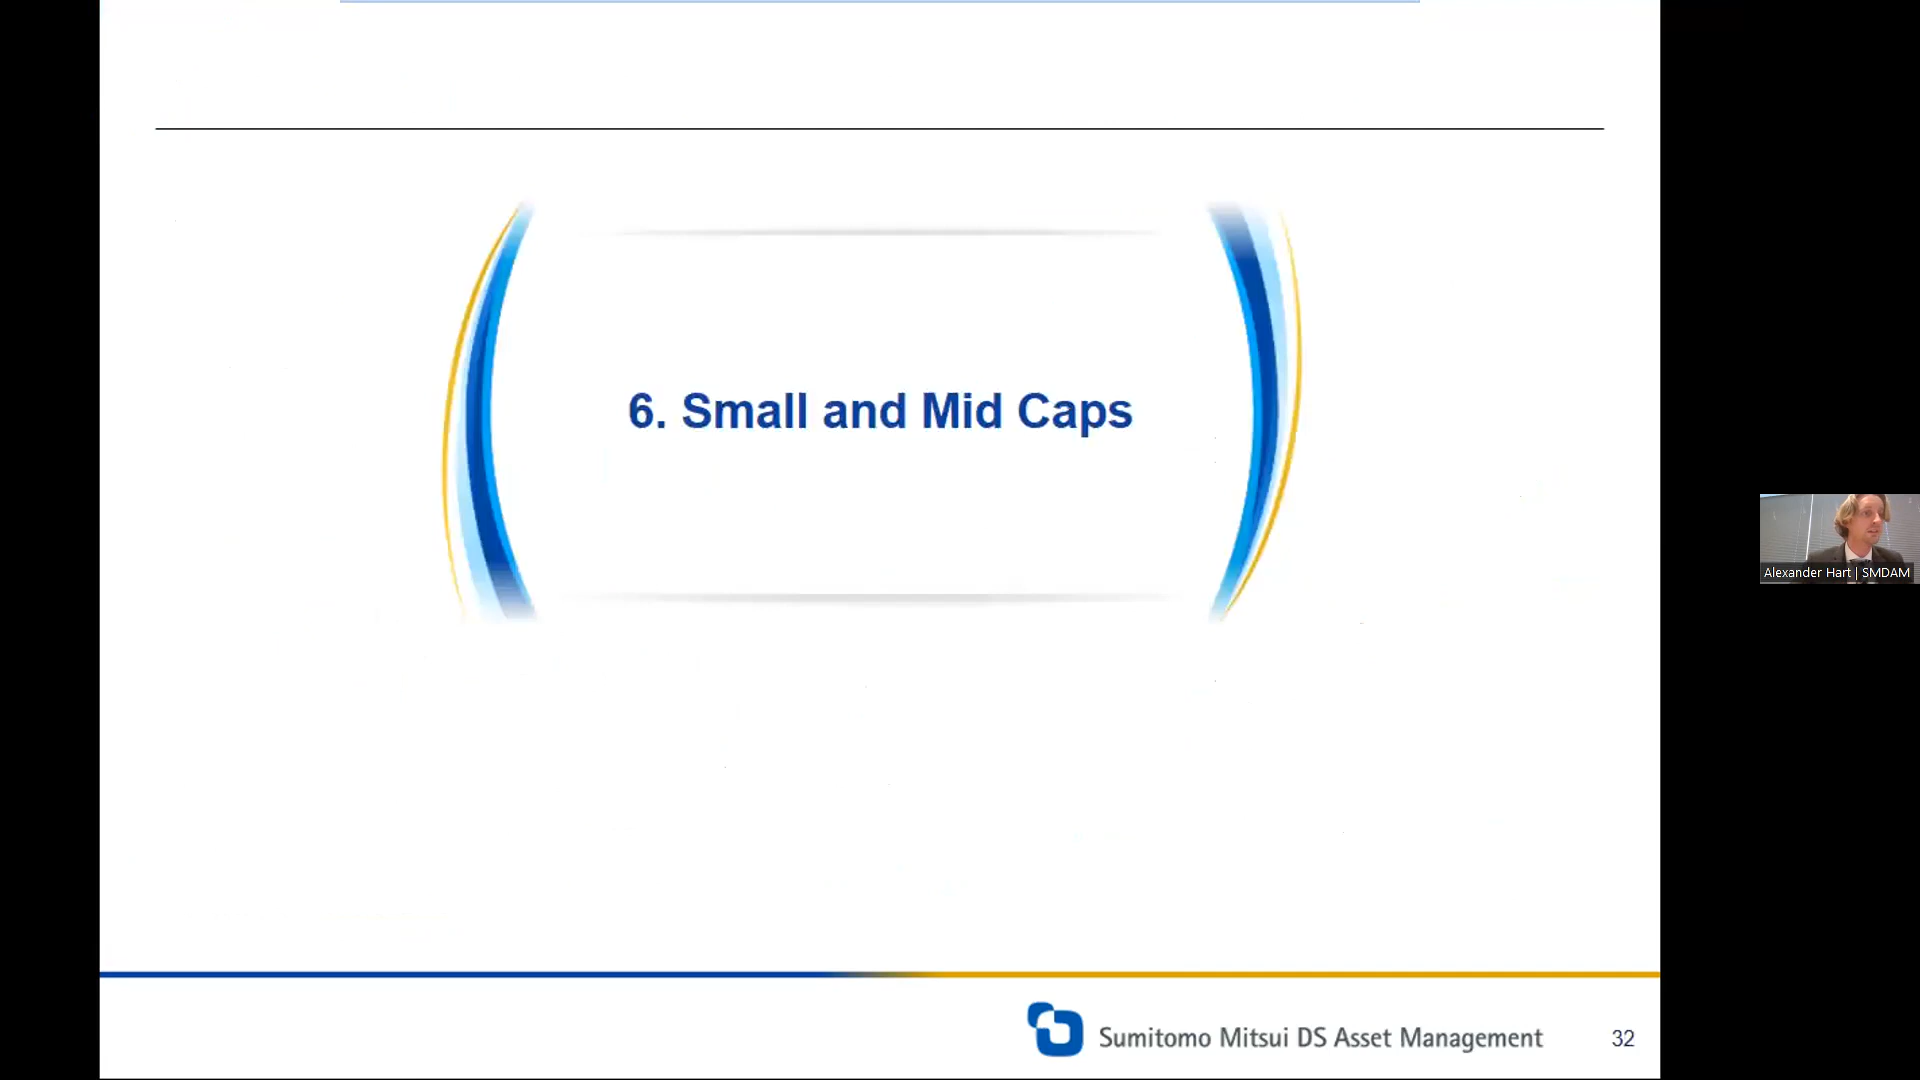 6. Small and Mid Caps
Alexander Hart | SMDAM
Sumitomo Mitsui DS Asset Management
32